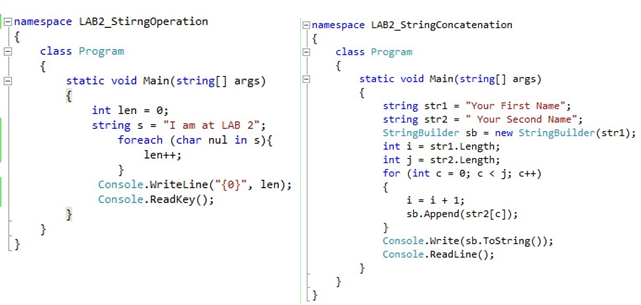 namespace LAB2_StirngOperation
{
class Program
{
static void Main(string[] args)
{
int len = 0;
string s = "I am at LAB 2";
foreach (char nul in s){
len++;
}
Console.WriteLine("{0}", len);
Console.ReadKey();
}
}
}
namespace LAB2_StringConcatenation
{
class Program
{
static void Main(string[] args)
{
string str1 = "Your First Name";
string str2 = " Your Second Name";
StringBuilder sb = new StringBuilder(str1);
int i = str1.Length;
int j = str2.Length;
for (int c = 0; c < j; c++)
{
i = i + 1;
sb.Append(str2[c]);
}
Console.Write(sb.ToString());
Console.ReadLine();
}
}
}